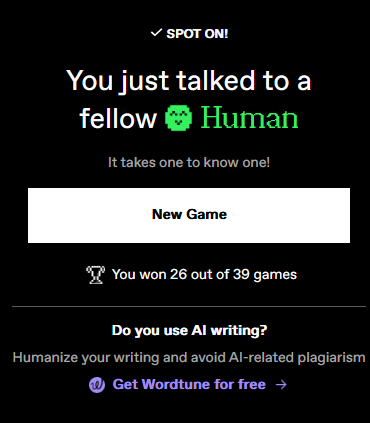 SPOT ON!
You just talked to a
fellow Human
It takes one to know one!
New Game
You won 26 out of 39 games
Do you use AI writing?
Humanize your writing and avoid AI-related plagiarism
Get Wordtune for free →